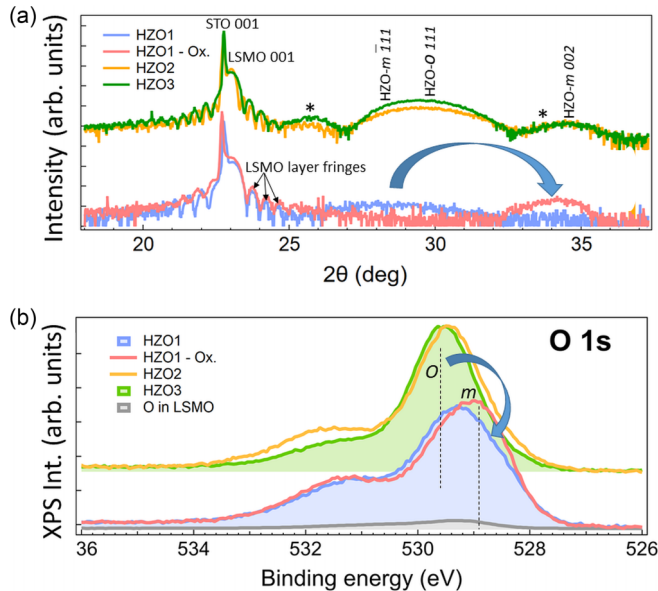 (a)
Intensity (arb. units)
HZO1
HZO1 - Ox.
HZO2
HZO3
STO 001
LSMO 001
*
HZO-m 1̅11
HZO-O 111
*
HZO-m 002
LSMO layer fringes
20
25
30
35
2θ (deg)
(b)
XPS Int. (arb. units)
HZO1
HZO1 - Ox.
HZO2
HZO3
O in LSMO
O 1s
O
m
36
534
532
530
528
526
Binding energy (eV)